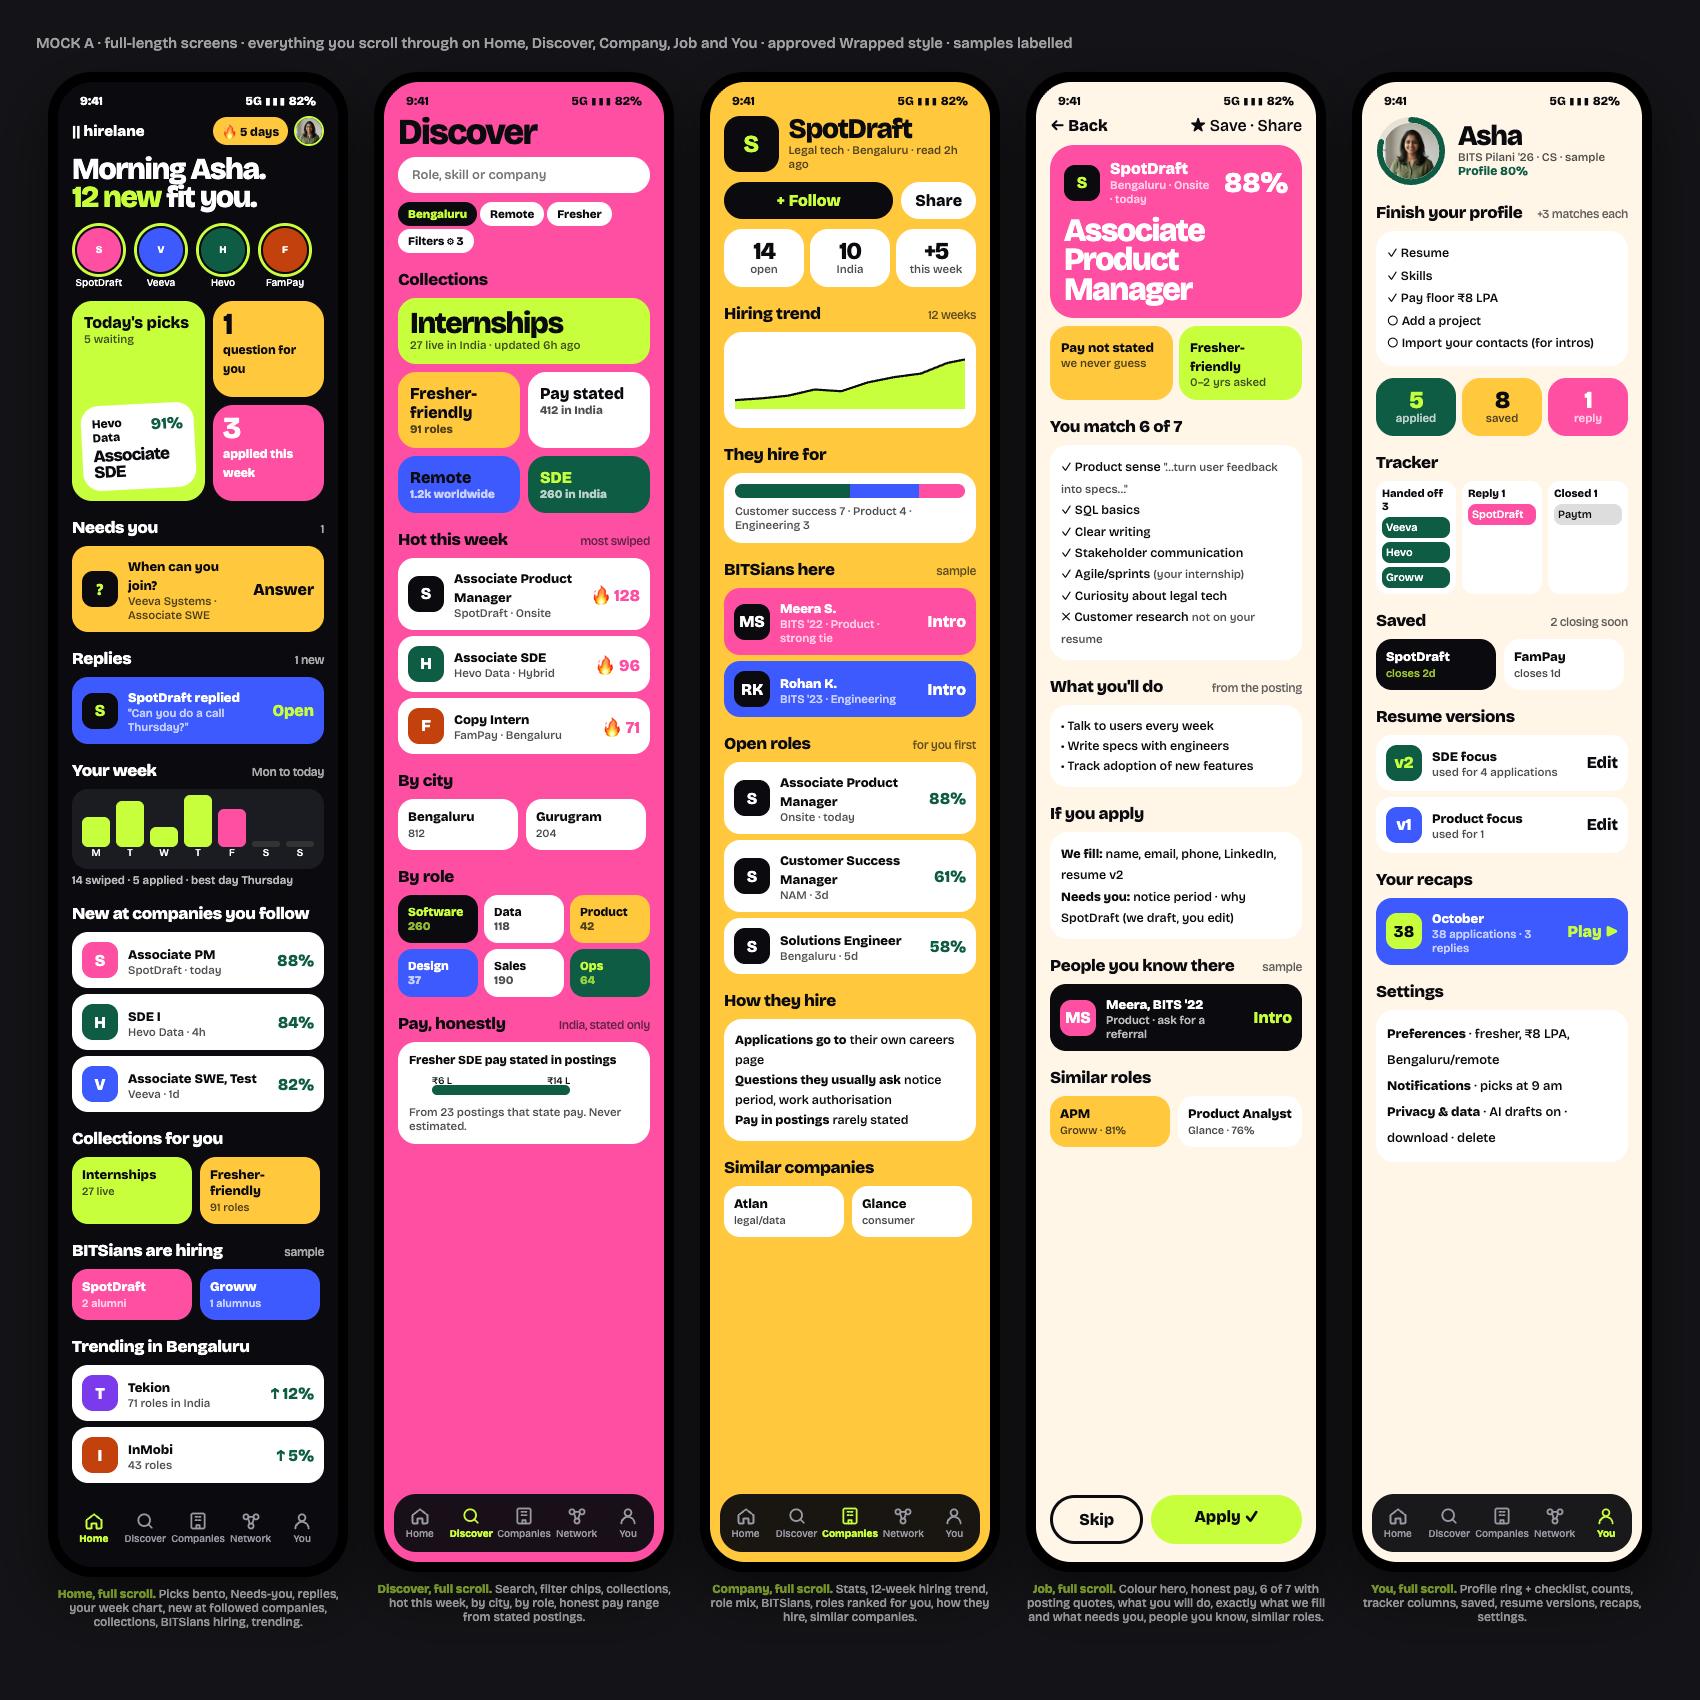 MOCK A · full-length screens · everything you scroll through on Home, Discover, Company, Job and You · approved Wrapped style · samples labelled
9:41
5G ▮▮▮ 82%
|| hirelane
🔥 5 days
Morning Asha.
12 new fit you.
S
V
H
F
SpotDraft
Veeva
Hevo
FamPay
Today's picks
5 waiting
Hevo
Data
91%
Associate
SDE
1
question for
you
3
applied this
week
Needs you
1
?
When can you
join?
Veeva Systems ·
Associate SWE
Answer
Replies
1 new
S
SpotDraft replied
"Can you do a call
Thursday?"
Open
Your week
Mon to today
M
T
W
T
F
S
S
14 swiped · 5 applied · best day Thursday
New at companies you follow
S
Associate PM
SpotDraft · today
88%
H
SDE I
Hevo Data · 4h
84%
V
Associate SWE, Test
Veeva · 1d
82%
Collections for you
Internships
27 live
Fresher-
friendly
91 roles
BITSians are hiring
sample
SpotDraft
2 alumni
Groww
1 alumnus
Trending in Bengaluru
T
Tekion
71 roles in India
↑12%
I
InMobi
43 roles
↑5%
Home
Discover
Companies
Network
You
Home, full scroll. Picks bento, Needs-you, replies,
your week chart, new at followed companies,
collections, BITSians hiring, trending.
9:41
5G ▮▮▮ 82%
Discover
Role, skill or company
Bengaluru
Remote
Fresher
Filters ⚙ 3
Collections
Internships
27 live in India · updated 6h ago
Fresher-
friendly
91 roles
Pay stated
412 in India
Remote
1.2k worldwide
SDE
260 in India
Hot this week
most swiped
S
Associate Product
Manager
SpotDraft · Onsite
🔥 128
H
Associate SDE
Hevo Data · Hybrid
🔥 96
F
Copy Intern
FamPay · Bengaluru
🔥 71
By city
Bengaluru
812
Gurugram
204
By role
Software
260
Data
118
Product
42
Design
37
Sales
190
Ops
64
Pay, honestly
India, stated only
Fresher SDE pay stated in postings
₹6 L
₹14 L
From 23 postings that state pay. Never
estimated.
Home
Discover
Companies
Network
You
Discover, full scroll. Search, filter chips, collections,
hot this week, by city, by role, honest pay range
from stated postings.
9:41
5G ▮▮▮ 82%
S
SpotDraft
Legal tech · Bengaluru · read 2h
ago
+ Follow
Share
14
open
10
India
+5
this week
Hiring trend
12 weeks
They hire for
Customer success 7 · Product 4 ·
Engineering 3
BITSians here
sample
MS
Meera S.
BITS '22 · Product ·
strong tie
Intro
RK
Rohan K.
BITS '23 · Engineering
Intro
Open roles
for you first
S
Associate Product
Manager
Onsite · today
88%
S
Customer Success
Manager
NAM · 3d
61%
S
Solutions Engineer
Bengaluru · 5d
58%
How they hire
Applications go to their own careers
page
Questions they usually ask notice
period, work authorisation
Pay in postings rarely stated
Similar companies
Atlan
legal/data
Glance
consumer
Home
Discover
Companies
Network
You
Company, full scroll. Stats, 12-week hiring trend,
role mix, BITSians, roles ranked for you, how they
hire, similar companies.
9:41
5G ▮▮▮ 82%
← Back
★ Save · Share
S
SpotDraft
Bengaluru · Onsite
· today
88%
Associate
Product
Manager
Pay not stated
we never guess
Fresher-
friendly
0–2 yrs asked
You match 6 of 7
✓ Product sense "...turn user feedback
into specs..."
✓ SQL basics
✓ Clear writing
✓ Stakeholder communication
✓ Agile/sprints (your internship)
✓ Curiosity about legal tech
✕ Customer research not on your
resume
What you'll do
from the posting
• Talk to users every week
• Write specs with engineers
• Track adoption of new features
If you apply
We fill: name, email, phone, LinkedIn,
resume v2
Needs you: notice period · why
SpotDraft (we draft, you edit)
People you know there
sample
MS
Meera, BITS '22
Product · ask for a
referral
Intro
Similar roles
APM
Groww · 81%
Product Analyst
Glance · 76%
Skip
Apply ✓
Job, full scroll. Colour hero, honest pay, 6 of 7 with
posting quotes, what you will do, exactly what we fill
and what needs you, people you know, similar roles.
9:41
5G ▮▮▮ 82%
Asha
BITS Pilani '26 · CS · sample
Profile 80%
Finish your profile
+3 matches each
✓ Resume
✓ Skills
✓ Pay floor ₹8 LPA
○ Add a project
○ Import your contacts (for intros)
5
applied
8
saved
1
reply
Tracker
Handed off
3
Veeva
Hevo
Groww
Reply 1
SpotDraft
Closed 1
Paytm
Saved
2 closing soon
SpotDraft
closes 2d
FamPay
closes 1d
Resume versions
v2
SDE focus
used for 4 applications
Edit
v1
Product focus
used for 1
Edit
Your recaps
38
October
38 applications · 3
replies
Play ▶
Settings
Preferences · fresher, ₹8 LPA,
Bengaluru/remote
Notifications · picks at 9 am
Privacy & data · AI drafts on ·
download · delete
Home
Discover
Companies
Network
You
You, full scroll. Profile ring + checklist, counts,
tracker columns, saved, resume versions, recaps,
settings.